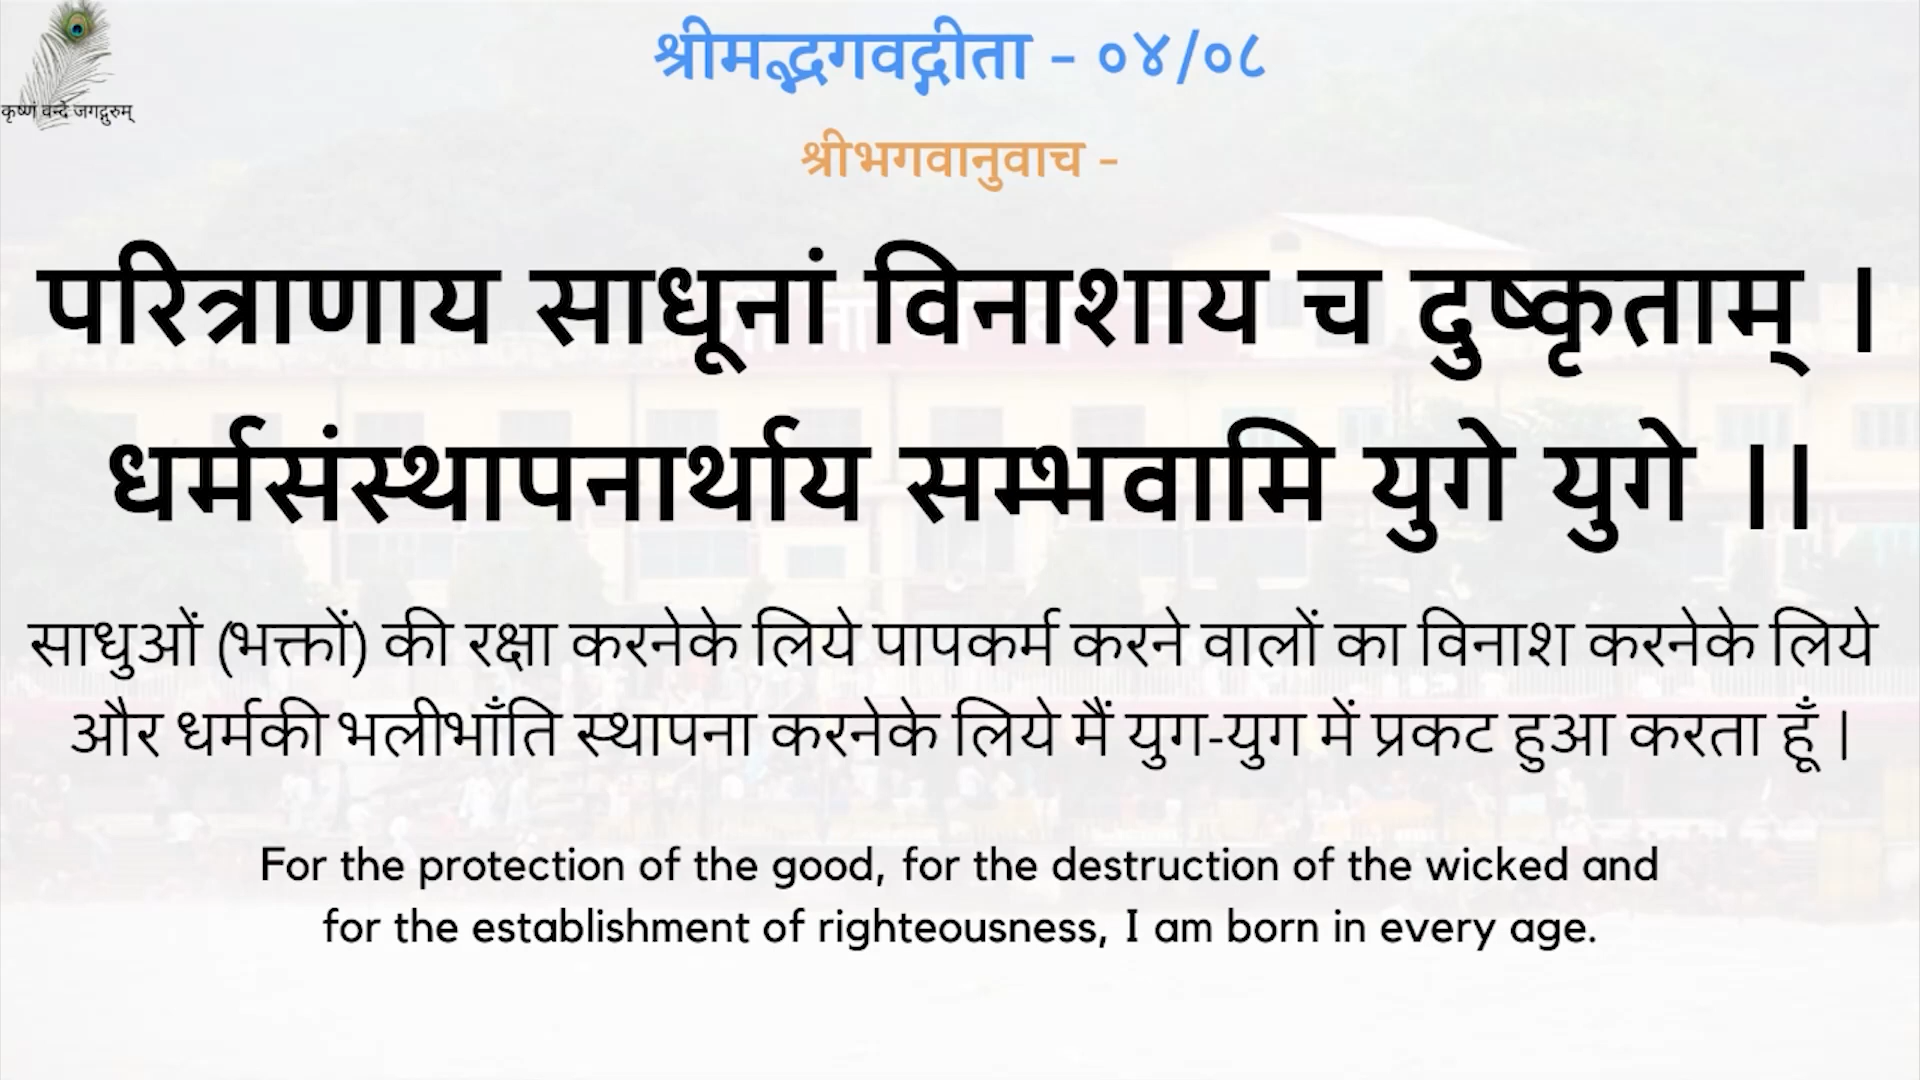 कृष्णं वन्दे जगद्गुरुम्
श्रीमद्भगवद्गीता - ०४/०८
श्रीभगवानुवाच -
परित्राणाय साधूनां विनाशाय च दुष्कृताम् ।
धर्मसंस्थापनार्थाय सम्भवामि युगे युगे ।।
साधुओं (भक्तों) की रक्षा करनेके लिये पापकर्म करने वालों का विनाश करनेके लिये
और धर्मकी भलीभाँति स्थापना करनेके लिये मैं युग-युग में प्रकट हुआ करता हूँ ।
For the protection of the good, for the destruction of the wicked and
for the establishment of righteousness, I am born in every age.